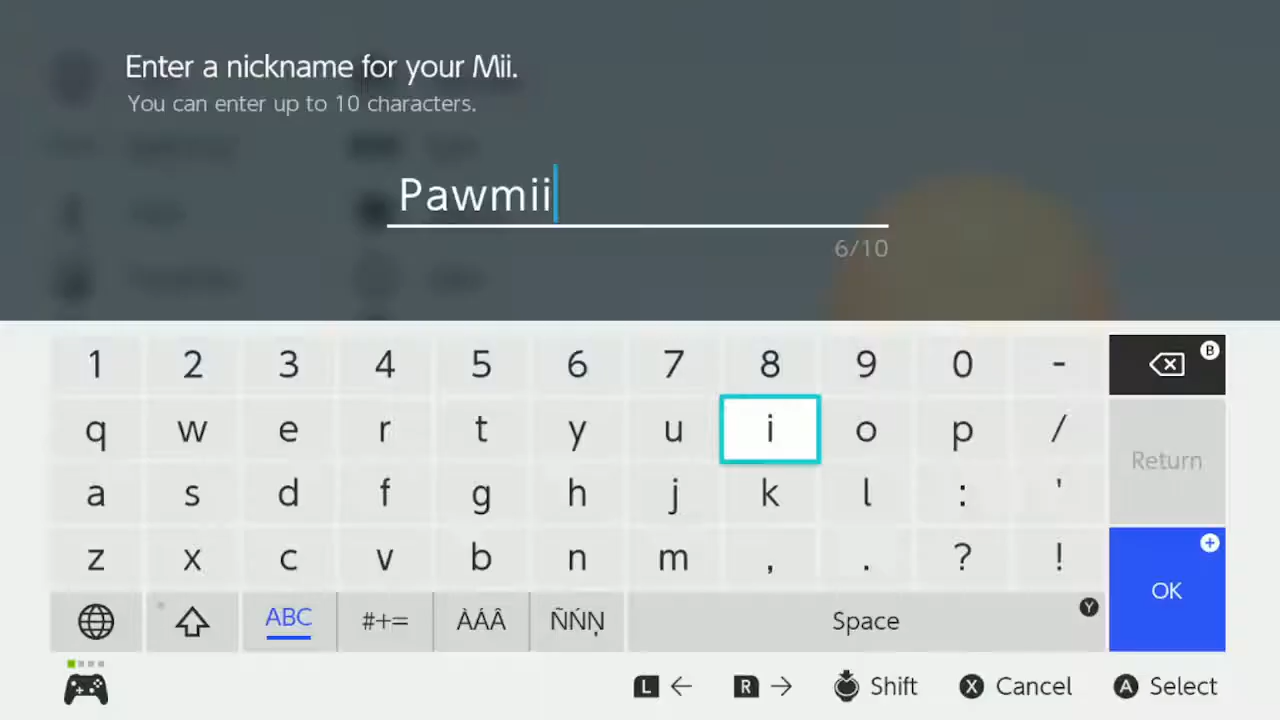 Enter a nickname for your Mii.
You can enter up to 10 characters.
Pawmii
6/10
1 2 3 4 5 6 7 8 9 0 - B
q w e r t y u i o p / Return
a s d f g h j k l : '
z x c v b n m , . ? ! + OK
ABC #+= ÀÁÂ ÑŃŅ Space Y
L ← R → Shift X Cancel A Select